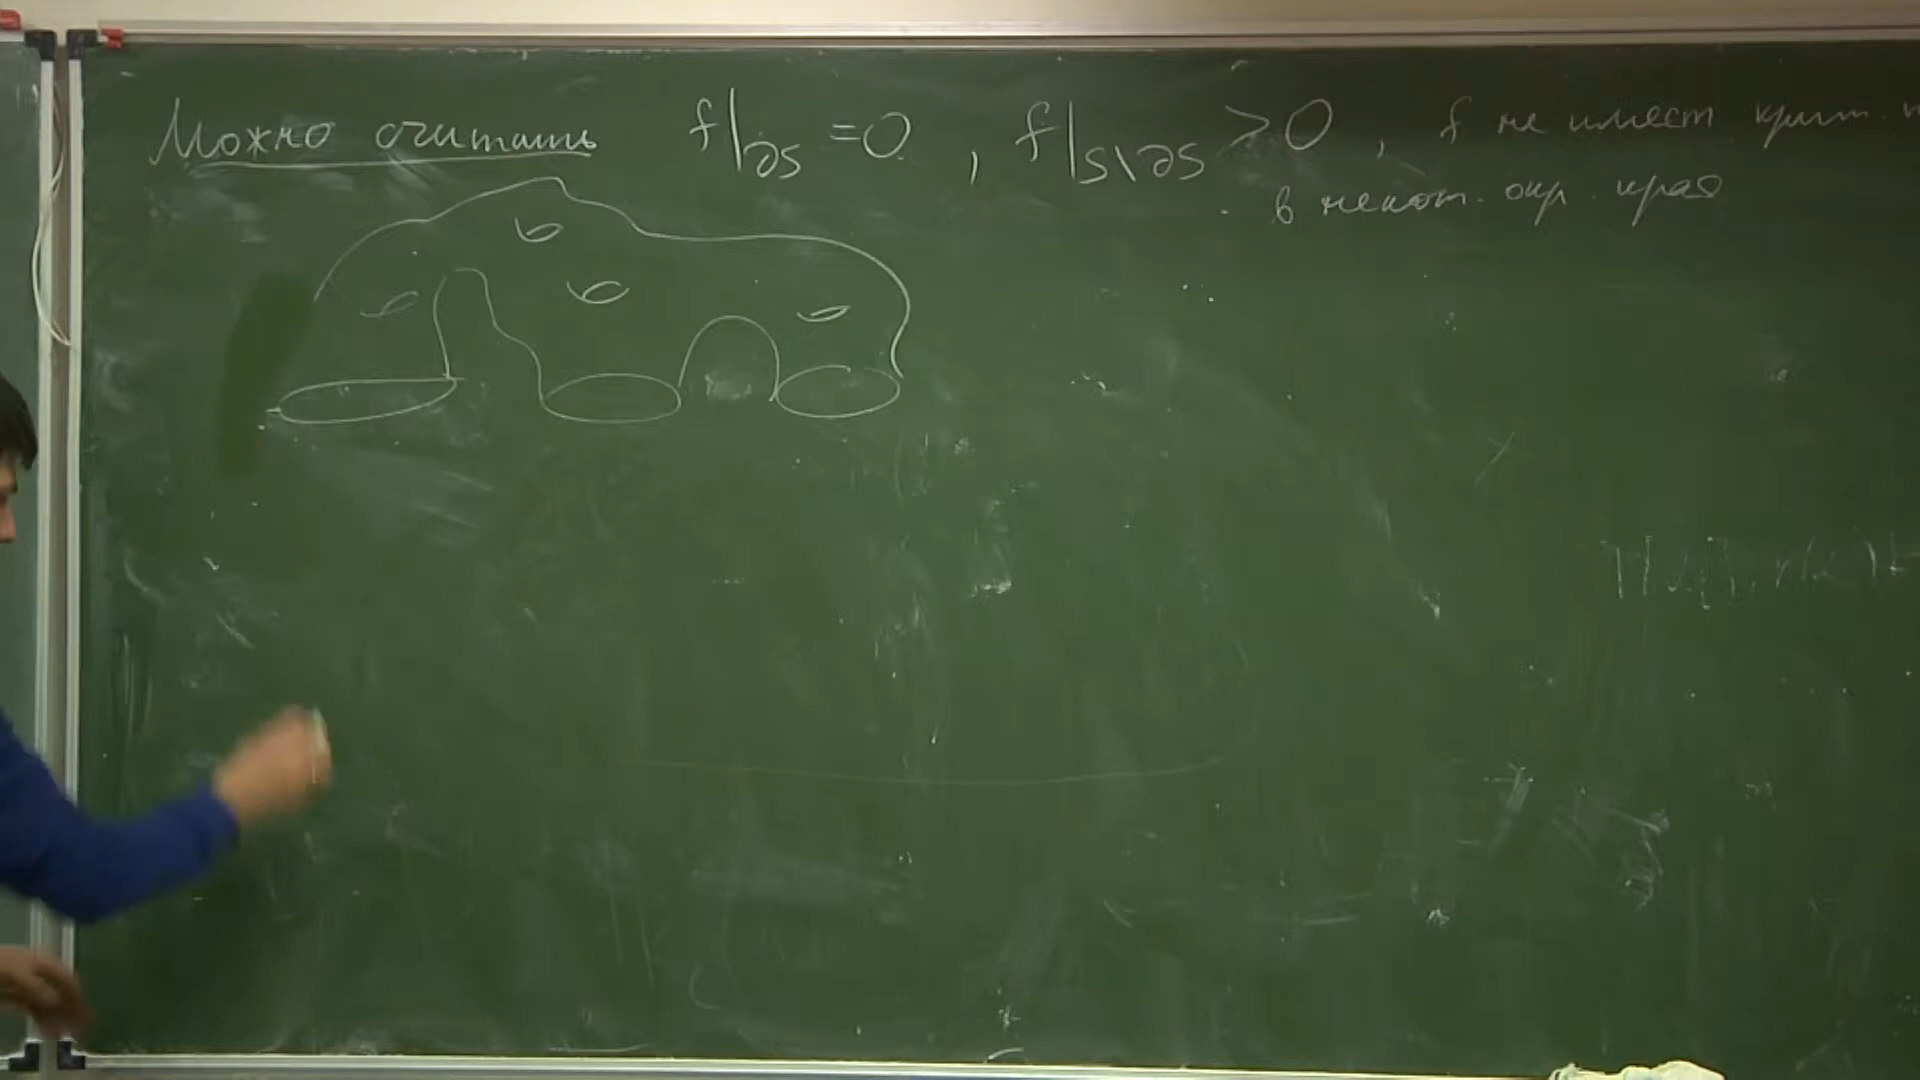 Можно считать f|∂S = 0, f|S\∂S > 0, f не имеет крит.
в некот. окр. края